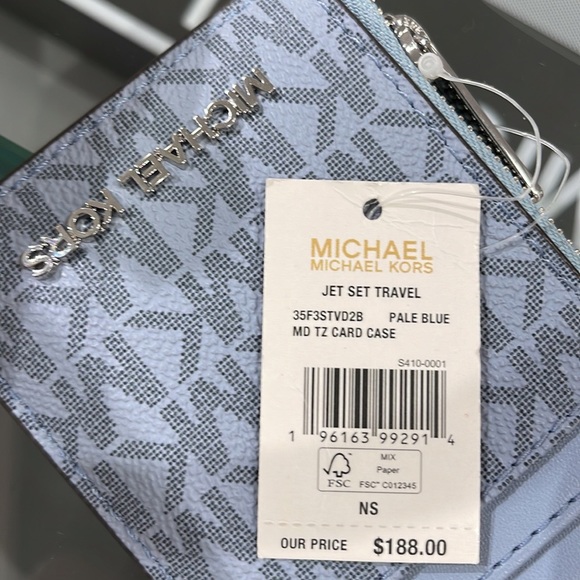 MICHAEL KORS
MICHAEL
MICHAEL KORS
JET SET TRAVEL
35F3STVD2B PALE BLUE
MD TZ CARD CASE
S410-0001
1 96163 99291 4
FSC
MIX
Paper
FSC™ C012345
NS
OUR PRICE $188.00